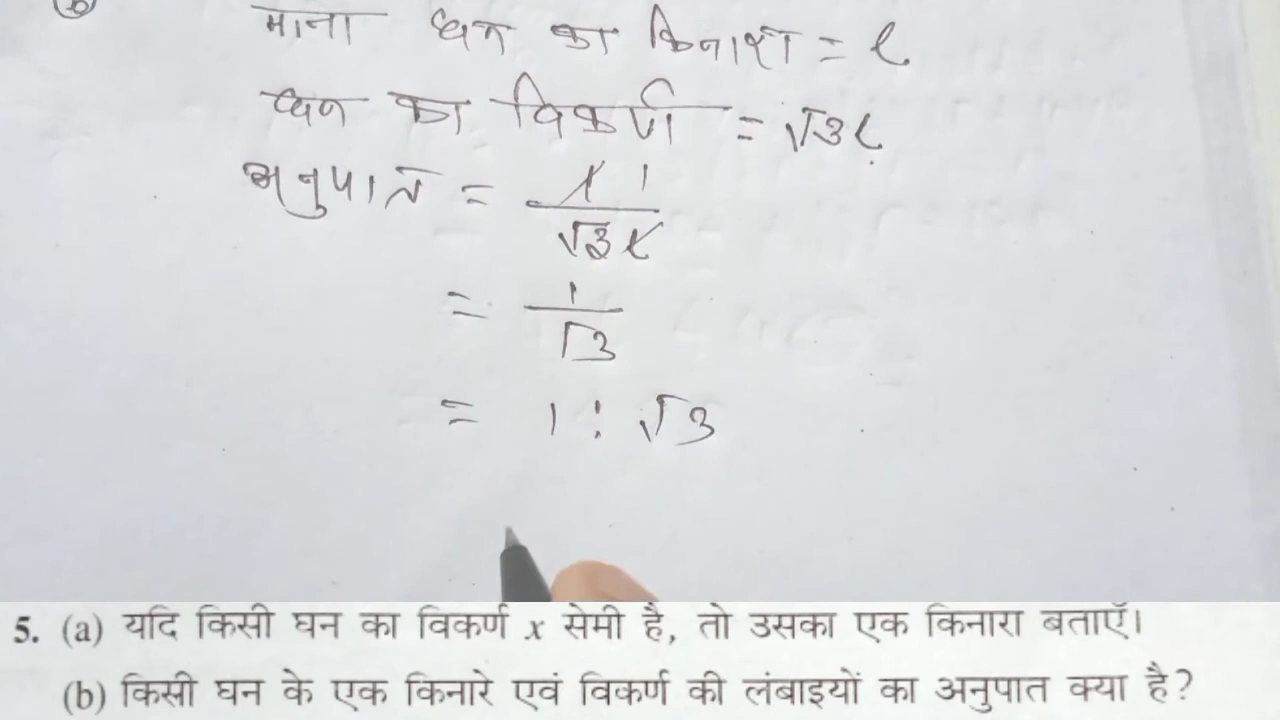 (b)
माना घन का किनारा = l
घन का विकर्ण = √3 l
अनुपात = l 1 / √3 l
= 1 / √3
= 1 : √3
5. (a) यदि किसी घन का विकर्ण x सेमी है, तो उसका एक किनारा बताएँ।
(b) किसी घन के एक किनारे एवं विकर्ण की लंबाइयों का अनुपात क्या है?